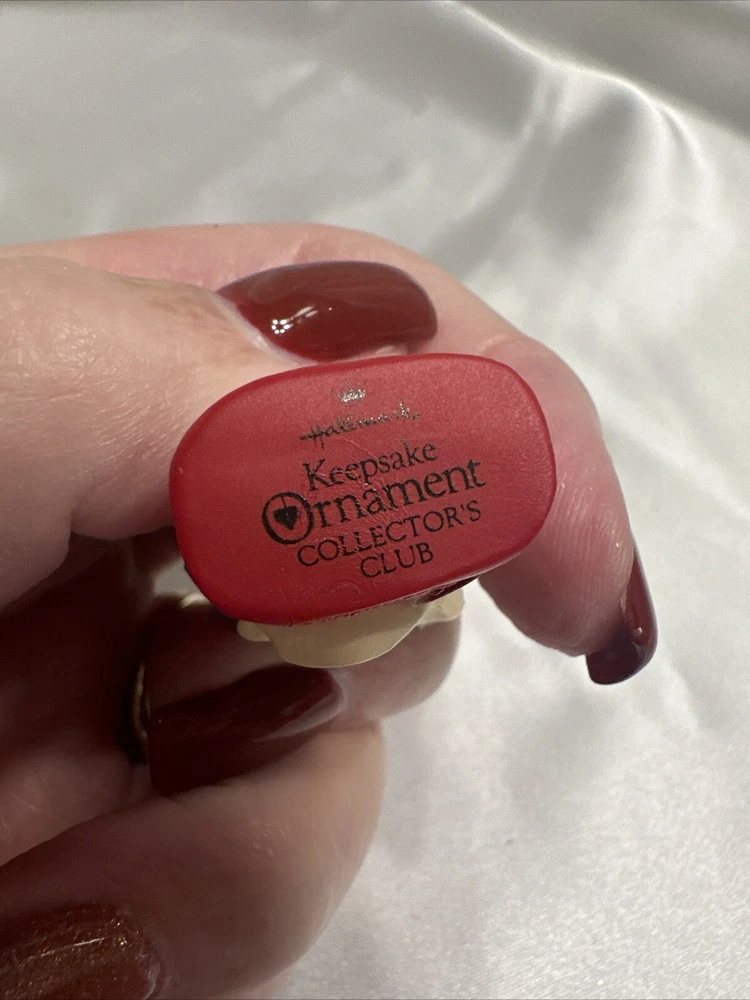 Hallmark
Keepsake
Ornament
COLLECTOR'S
CLUB